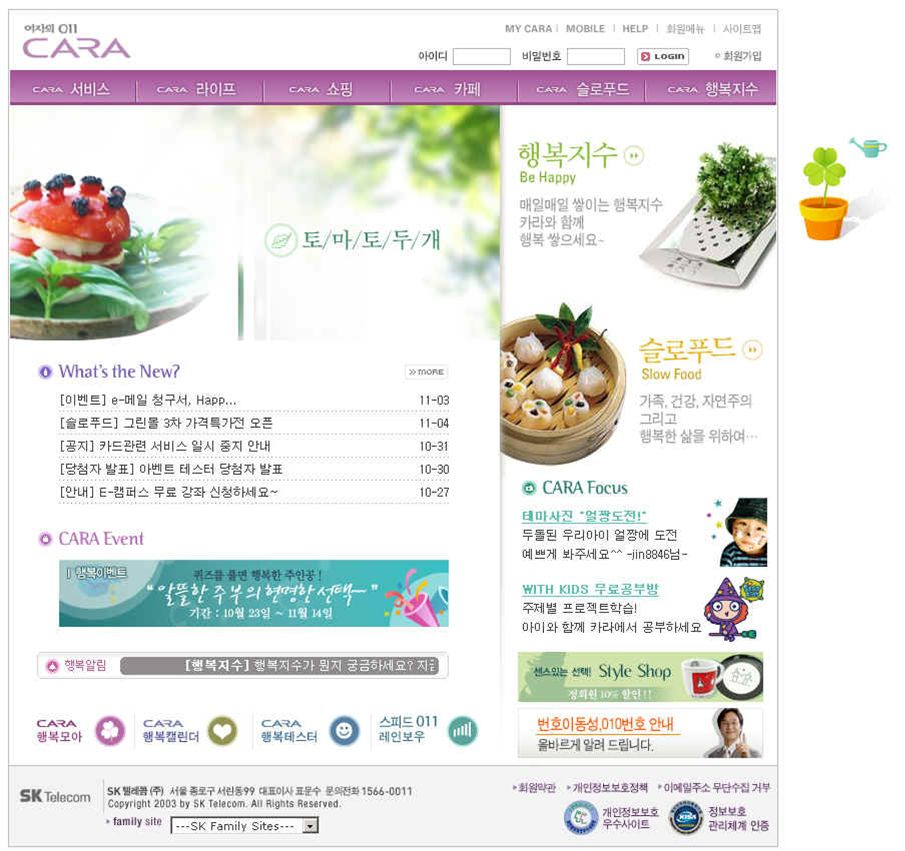 여자의 011
CARA
MY CARA | MOBILE | HELP | 회원메뉴 | 사이트맵
아이디 비밀번호 LOGIN 회원가입
CARA 서비스 CARA 라이프 CARA 쇼핑 CARA 카페 CARA 슬로푸드 CARA 행복지수
토/마/토/두/개
행복지수
Be Happy
매일매일 쌓이는 행복지수
카라와 함께
행복 쌓으세요~
슬로푸드
Slow Food
가족, 건강, 자연주의
그리고
행복한 삶을 위하여…
What's the New? >> MORE
[이벤트] e-메일 청구서, Happ... 11-03
[슬로푸드] 그린몰 3차 가격특가전 오픈 11-04
[공지] 카드관련 서비스 일시 중지 안내 10-31
[당첨자 발표] 아벤트 테스터 당첨자 발표 10-30
[안내] E-캠퍼스 무료 강좌 신청하세요~ 10-27
CARA Event
| 행복이벤트
퀴즈를 풀면 행복한 주인공 !
“알뜰한 주부의 현명한 선택~”
기간 : 10월 23일 ~ 11월 14일
행복알림 [행복지수] 행복지수가 뭔지 궁금하세요? 지금
CARA 행복모아
CARA 행복캘린더
CARA 행복테스터
스피드 011 레인보우
CARA Focus
테마사진 "얼짱도전!"
두돌된 우리아이 얼짱에 도전
예쁘게 봐주세요^^ -jin8846님-
WITH KIDS 무료공부방
주제별 프로젝트학습!
아이와 함께 카라에서 공부하세요
센스있는 선택! Style Shop
정회원 10% 할인 !!
번호이동성,010번호 안내
올바르게 알려 드립니다.
SK Telecom
SK 텔레콤 (주) 서울 종로구 서린동99 대표이사 표문수 문의전화 1566-0011
Copyright 2003 by SK Telecom. All Rights Reserved.
family site ---SK Family Sites---
회원약관 개인정보보호정책 이메일주소 무단수집 거부
개인정보보호
우수사이트
정보보호
관리체계 인증